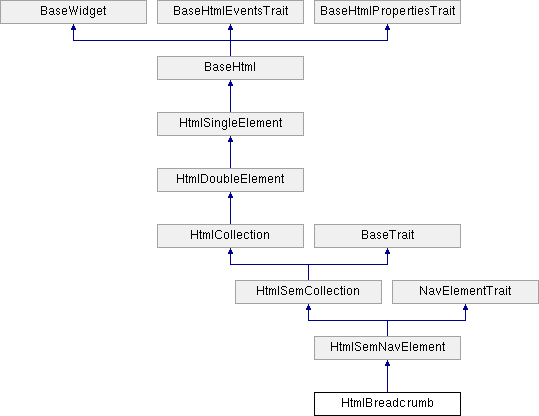 BaseWidget
BaseHtmlEventsTrait
BaseHtmlPropertiesTrait
BaseHtml
HtmlSingleElement
HtmlDoubleElement
HtmlCollection
BaseTrait
HtmlSemCollection
NavElementTrait
HtmlSemNavElement
HtmlBreadcrumb